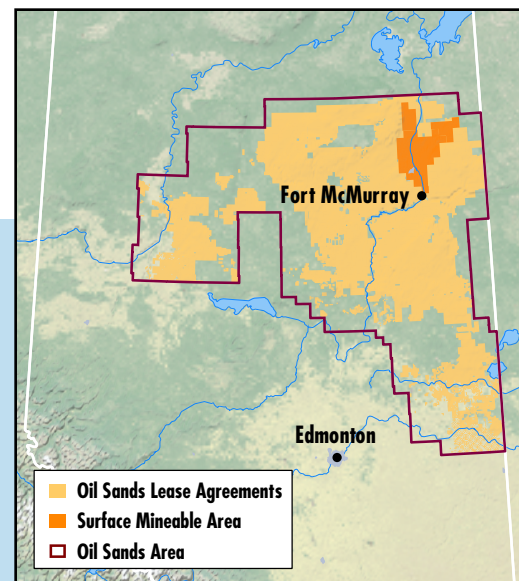 Fort McMurray
Edmonton
Oil Sands Lease Agreements
Surface Mineable Area
Oil Sands Area